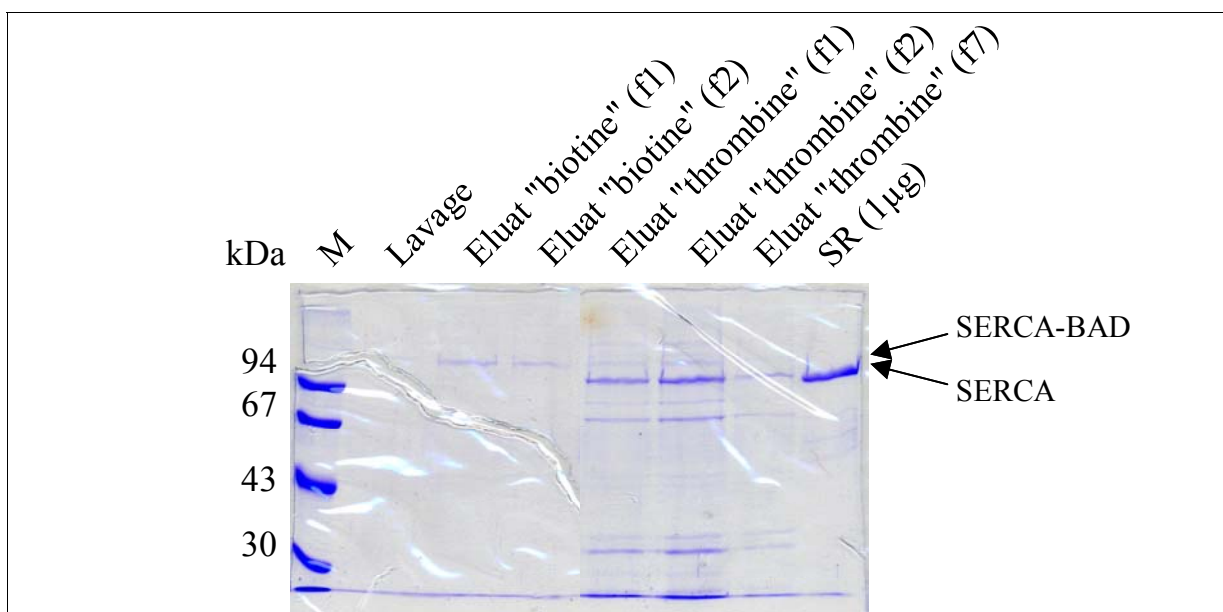 kDa
M
Lavage
Eluat "biotine" (f1)
Eluat "biotine" (f2)
Eluat "thrombine" (f1)
Eluat "thrombine" (f2)
Eluat "thrombine" (f7)
SR (1µg)
94
67
43
30
SERCA-BAD
SERCA